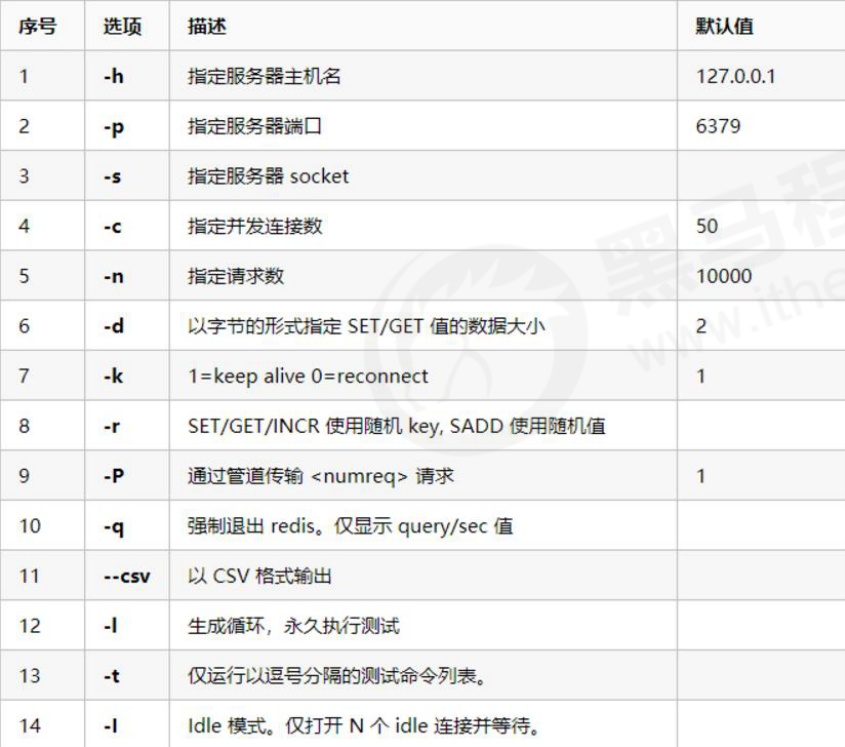 序号 选项 描述 默认值
1 -h 指定服务器主机名 127.0.0.1
2 -p 指定服务器端口 6379
3 -s 指定服务器 socket
4 -c 指定并发连接数 50
5 -n 指定请求数 10000
6 -d 以字节的形式指定 SET/GET 值的数据大小 2
7 -k 1=keep alive 0=reconnect 1
8 -r SET/GET/INCR 使用随机 key, SADD 使用随机值
9 -P 通过管道传输 <numreq> 请求 1
10 -q 强制退出 redis。仅显示 query/sec 值
11 --csv 以 CSV 格式输出
12 -l 生成循环，永久执行测试
13 -t 仅运行以逗号分隔的测试命令列表。
14 -I Idle 模式。仅打开 N 个 idle 连接并等待。
黑马程
www.ithe